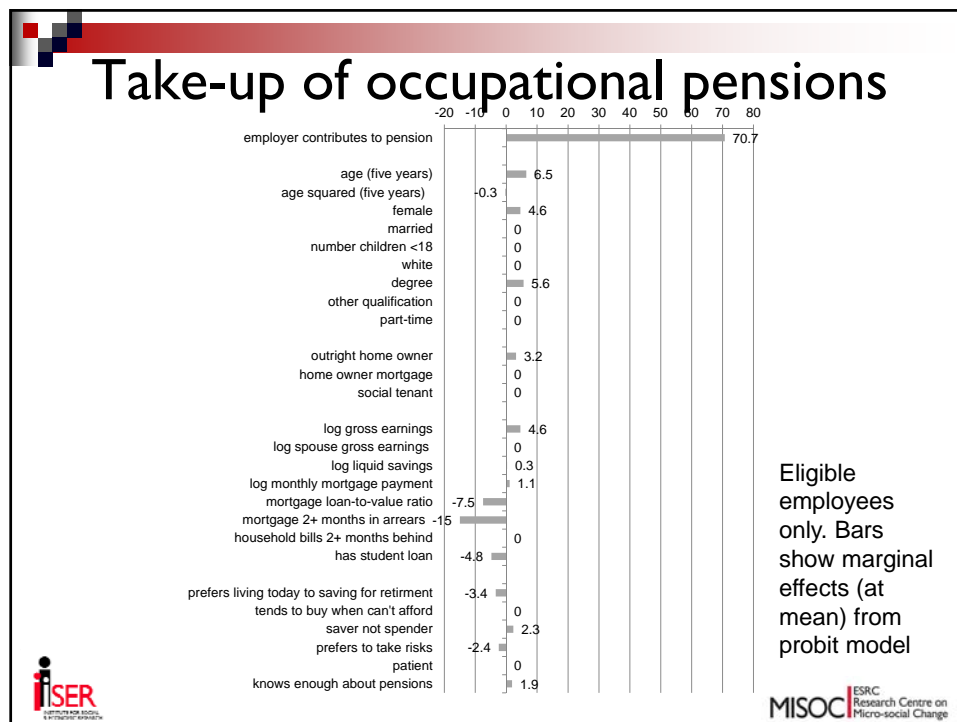 Take-up of occupational pensions
-20 -10 0 10 20 30 40 50 60 70 80
employer contributes to pension 70.7
age (five years) 6.5
age squared (five years) -0.3
female 4.6
married 0
number children <18 0
white 0
degree 5.6
other qualification 0
part-time 0
outright home owner 3.2
home owner mortgage 0
social tenant 0
log gross earnings 4.6
log spouse gross earnings 0
log liquid savings 0.3
log monthly mortgage payment 1.1
mortgage loan-to-value ratio -7.5
mortgage 2+ months in arrears -15
household bills 2+ months behind 0
has student loan -4.8
prefers living today to saving for retirment -3.4
tends to buy when can't afford 0
saver not spender 2.3
prefers to take risks -2.4
patient 0
knows enough about pensions 1.9
Eligible
employees
only. Bars
show marginal
effects (at
mean) from
probit model
iSER
INSTITUTE FOR SOCIAL
& ECONOMIC RESEARCH
MISOC
ESRC
Research Centre on
Micro-social Change